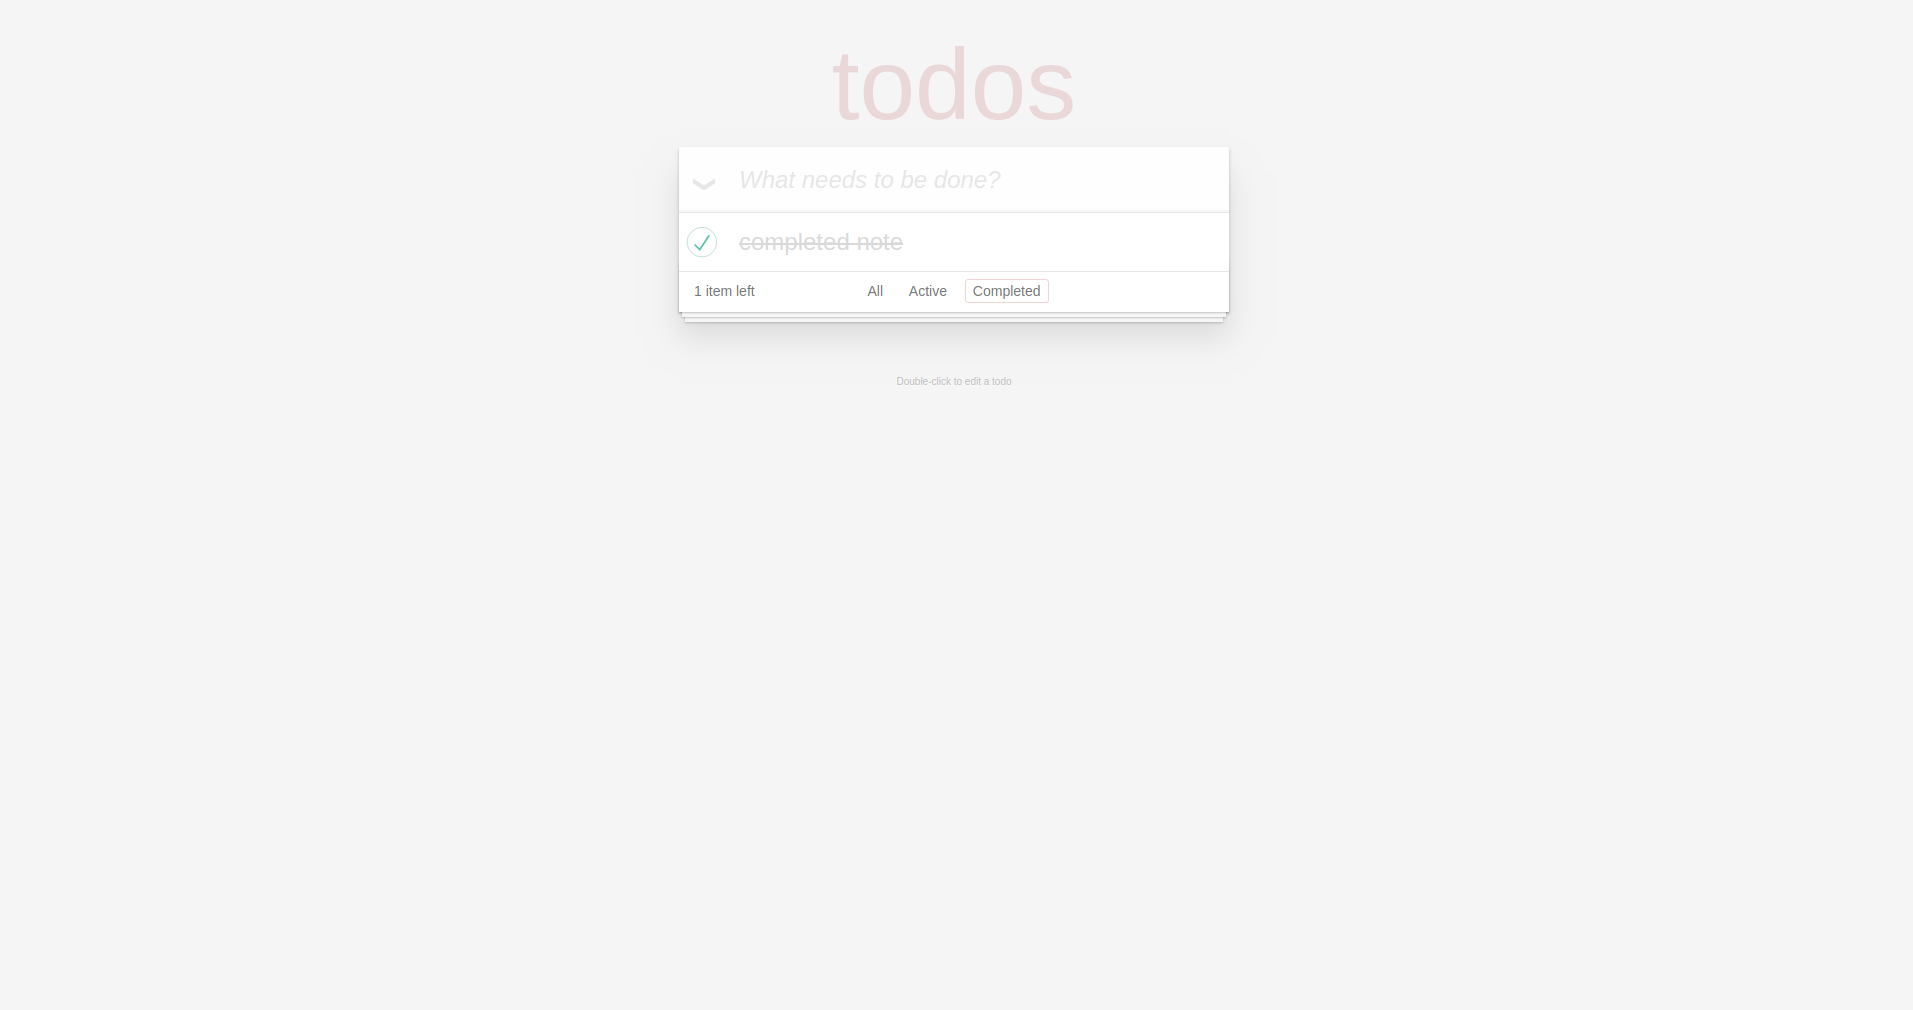 todos
What needs to be done?
completed note
1 item left All Active Completed
Double-click to edit a todo